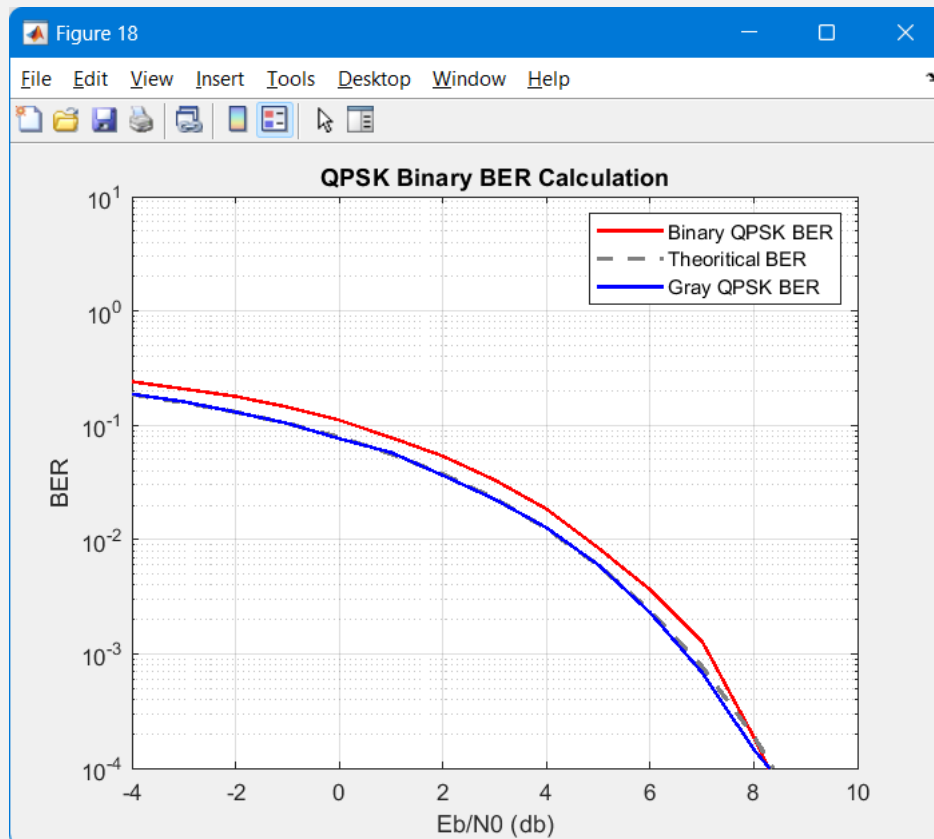 Figure 18
File Edit View Insert Tools Desktop Window Help
QPSK Binary BER Calculation
10^1
Binary QPSK BER
Theoritical BER
Gray QPSK BER
10^0
10^-1
BER
10^-2
10^-3
10^-4
-4 -2 0 2 4 6 8 10
Eb/N0 (db)